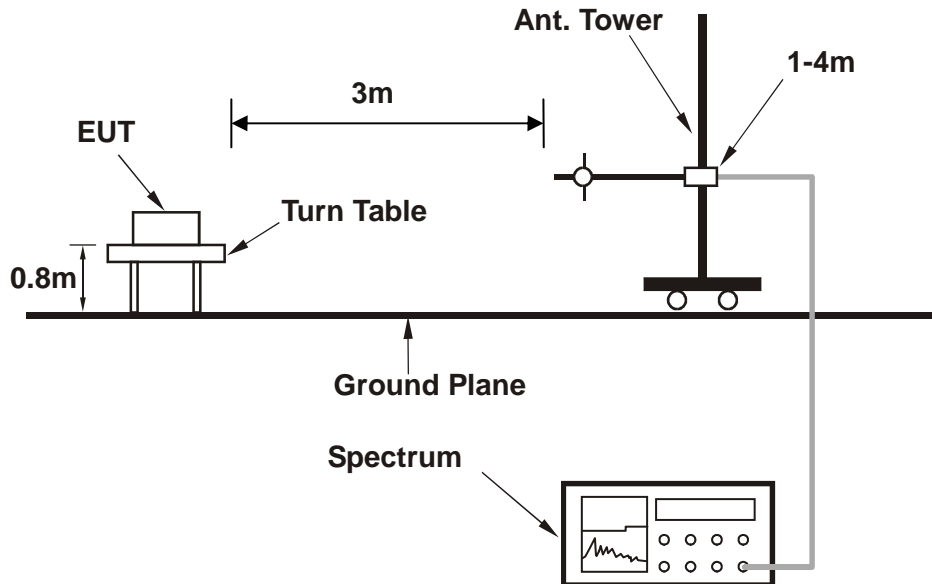 Ant. Tower
1-4m
3m
EUT
Turn Table
0.8m
Ground Plane
Spectrum